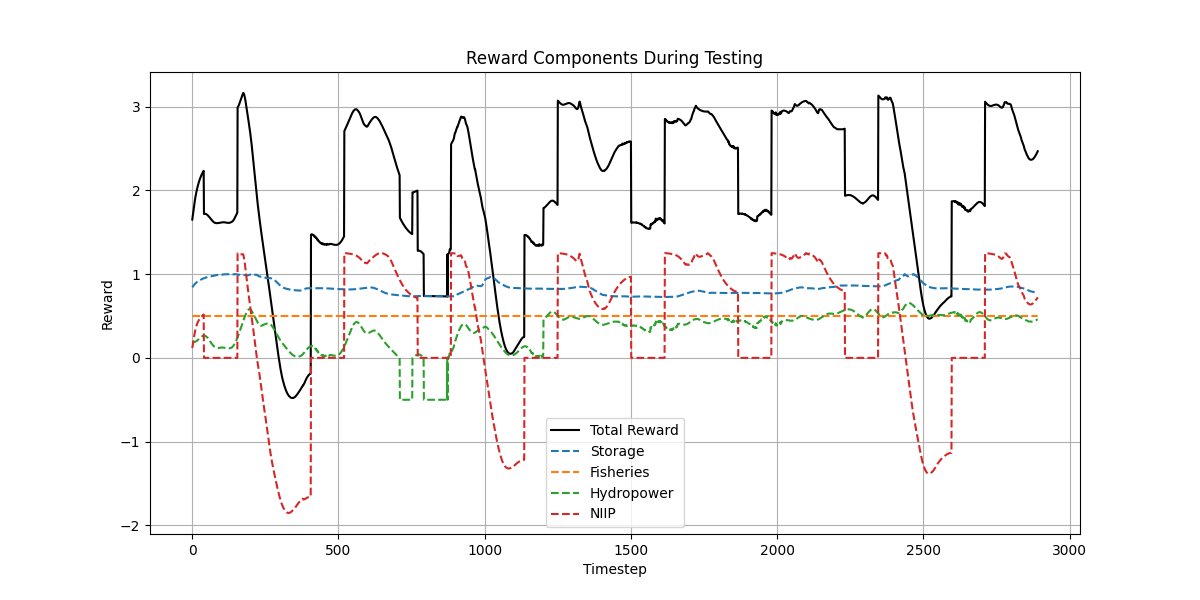 Reward Components During Testing
Reward
3
2
1
0
−1
−2
Total Reward
Storage
Fisheries
Hydropower
NIIP
0 500 1000 1500 2000 2500 3000
Timestep